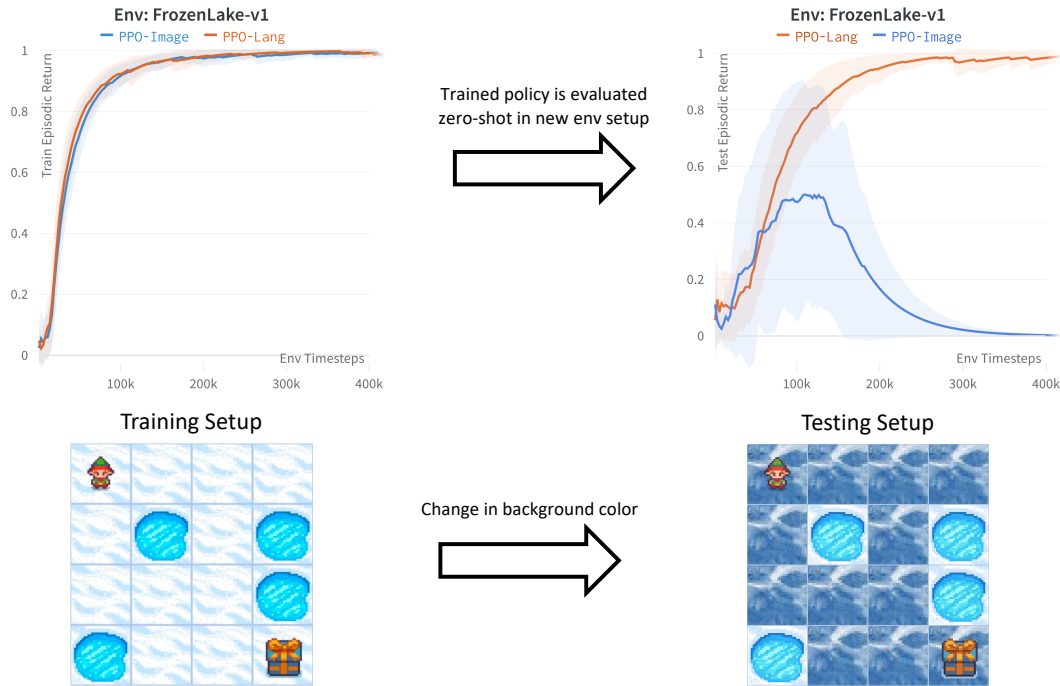 Env: FrozenLake-v1
PPO-Image PPO-Lang
Train Episodic Return
1
0.8
0.6
0.4
0.2
0
Env Timesteps
100k 200k 300k 400k
Trained policy is evaluated
zero-shot in new env setup
Env: FrozenLake-v1
PPO-Lang PPO-Image
Test Episodic Return
1
0.8
0.6
0.4
0.2
0
Env Timesteps
100k 200k 300k 400k
Training Setup
Change in background color
Testing Setup